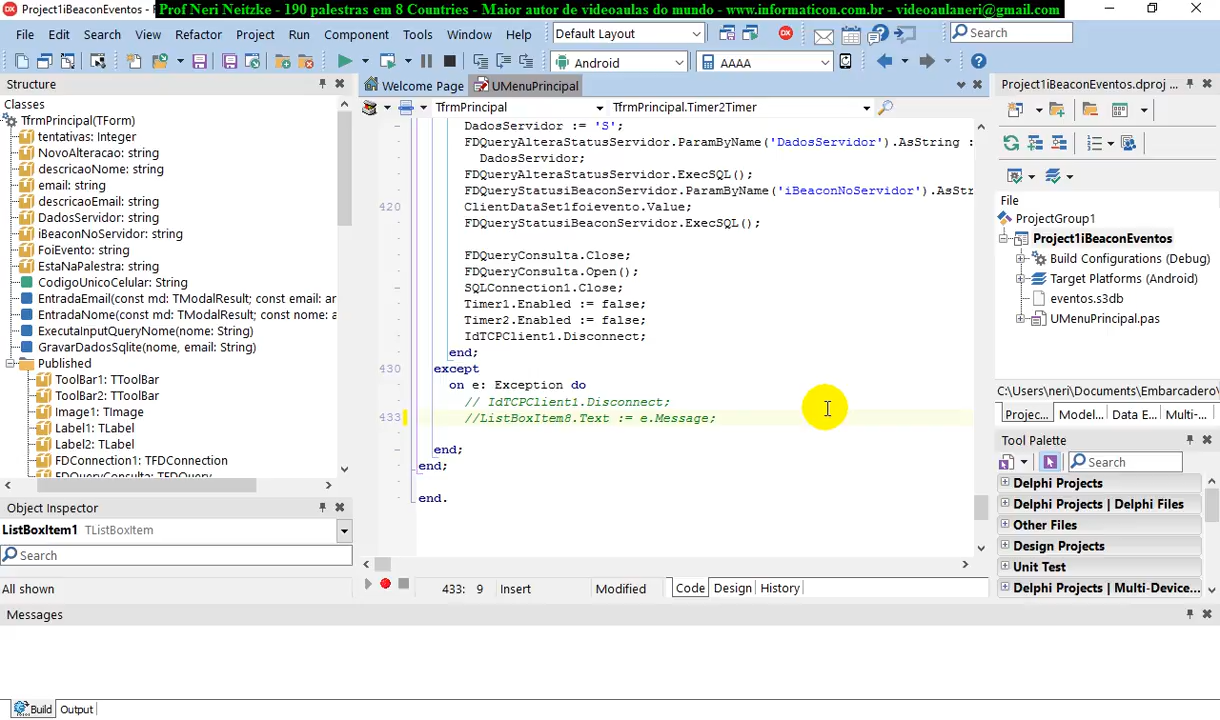 Project1iBeaconEventos -
Prof Neri Neitzke - 190 palestras em 8 Countries - Maior autor de videoaulas do mundo - www.informaticon.com.br - videoaulaneri@gmail.com
File Edit Search View Refactor Project Run Component Tools Window Help
Default Layout
Search
Android
AAAA
Structure
Classes
TfrmPrincipal(TForm)
tentativas: Integer
NovoAlteracao: string
descricaoNome: string
email: string
descricaoEmail: string
DadosServidor: string
iBeaconNoServidor: string
FoiEvento: string
EstaNaPalestra: string
CodigoUnicoCelular: String
EntradaEmail(const md: TModalResult; const email: ar
EntradaNome(const md: TModalResult; const nome: a
ExecutaInputQueryNome(nome: String)
GravarDadosSqlite(nome, email: String)
Published
ToolBar1: TToolBar
ToolBar2: TToolBar
Image1: TImage
Label1: TLabel
Label2: TLabel
FDConnection1: TFDConnection
FDQueryConsulta: TFDQuery
Object Inspector
ListBoxItem1 TListBoxItem
Search
All shown
Welcome Page UMenuPrincipal
TfrmPrincipal TfrmPrincipal.Timer2Timer
DadosServidor := 'S';
FDQueryAlteraStatusServidor.ParamByName('DadosServidor').AsString :
DadosServidor;
FDQueryAlteraStatusServidor.ExecSQL();
FDQueryStatusiBeaconServidor.ParamByName('iBeaconNoServidor').AsStr
420 ClientDataSet1foievento.Value;
FDQueryStatusiBeaconServidor.ExecSQL();
FDQueryConsulta.Close;
FDQueryConsulta.Open();
SQLConnection1.Close;
Timer1.Enabled := false;
Timer2.Enabled := false;
IdTCPClient1.Disconnect;
end;
430 except
on e: Exception do
// IdTCPClient1.Disconnect;
433 //ListBoxItem8.Text := e.Message;
end;
end;
end.
433: 9 Insert Modified Code Design History
Project1iBeaconEventos.dproj ...
File
ProjectGroup1
Project1iBeaconEventos
Build Configurations (Debug)
Target Platforms (Android)
eventos.s3db
UMenuPrincipal.pas
C:\Users\neri\Documents\Embarcadero\
Projec... Model... Data E... Multi-...
Tool Palette
Search
Delphi Projects
Delphi Projects | Delphi Files
Other Files
Design Projects
Unit Test
Delphi Projects | Multi-Device...
Messages
Build Output